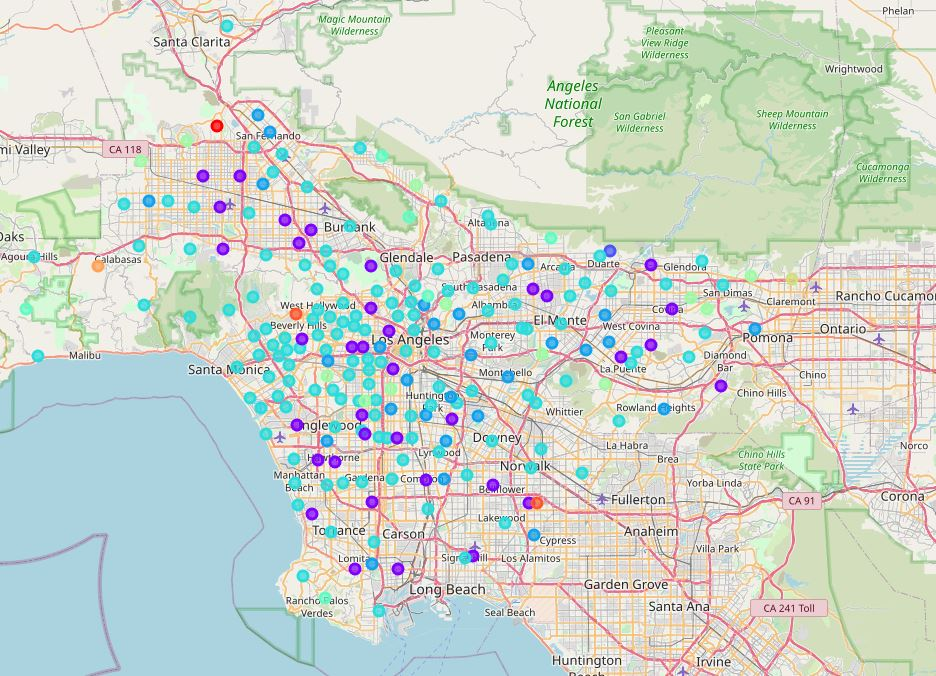 Phelan
Magic Mountain
Wilderness
Santa Clarita
Pleasant
View Ridge
Wilderness
Wrightwood
Angeles
National
Forest
San Gabriel
Wilderness
Sheep Mountain
Wilderness
San Fernando
mi Valley
CA 118
Cucamonga
Wilderness
Burbank
Altadena
Oaks
Agoura Hills
Calabasas
Glendale
Pasadena
Arcadia
Duarte
Glendora
South Pasadena
San Dimas
Claremont
Rancho Cucamon
West Hollywood
Beverly Hills
Alhambra
El Monte
Covina
West Covina
Ontario
Los Angeles
Monterey
Park
Pomona
Malibu
Santa Monica
Montebello
La Puente
Diamond
Bar
Chino
Chino Hills
Huntington
Park
Whittier
Rowland Heights
Inglewood
Downey
La Habra
Norco
Lynwood
Brea
Chino Hills
State Park
Hawthorne
Norwalk
Manhattan
Beach
Gardena
Compton
Yorba Linda
Bellflower
Fullerton
CA 91
Corona
Lakewood
Torrance
Carson
Cypress
Anaheim
Villa Park
Lomita
Signal Hill
Los Alamitos
Long Beach
Garden Grove
Rancho Palos
Verdes
Seal Beach
Santa Ana
CA 241 Toll
Huntington
Beach
Irvine